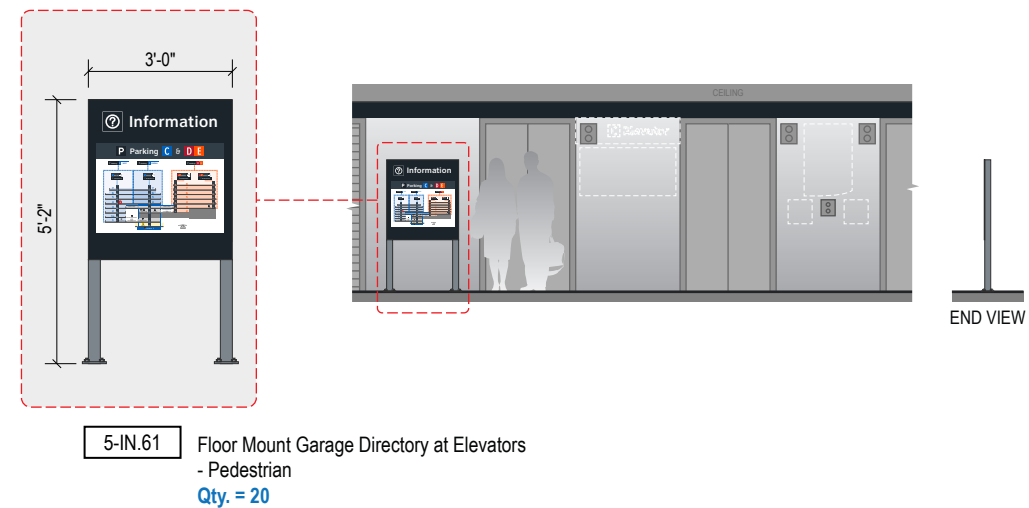 3'-0"
5'-2"
Information
P Parking C & D E
CEILING
Elevator
Information
P Parking C & D E
END VIEW
5-IN.61
Floor Mount Garage Directory at Elevators
- Pedestrian
Qty. = 20